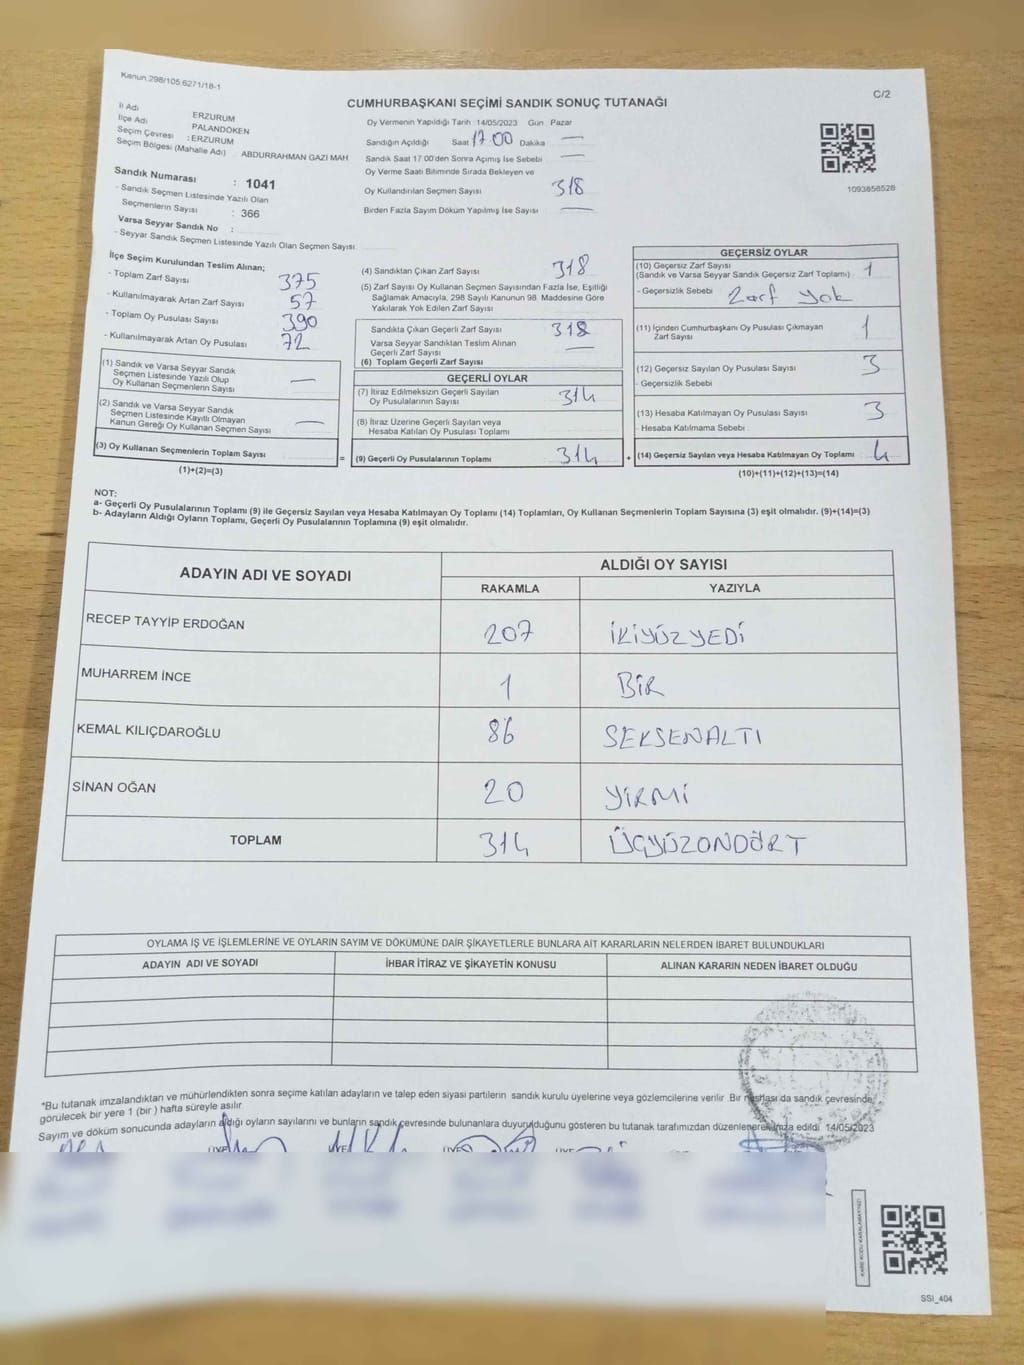 Kanun.298/105.6271/18-1
C/2
CUMHURBAŞKANI SEÇİMİ SANDIK SONUÇ TUTANAĞI
İl Adı ERZURUM
İlçe Adı PALANDÖKEN
Seçim Çevresi : ERZURUM
Seçim Bölgesi (Mahalle Adı) ABDURRAHMAN GAZİ MAH.
Sandık Numarası : 1041
- Sandık Seçmen Listesinde Yazılı Olan
Seçmenlerin Sayısı : 366
Varsa Seyyar Sandık No :
- Seyyar Sandık Seçmen Listesinde Yazılı Olan Seçmen Sayısı
Oy Vermenin Yapıldığı Tarih : 14/05/2023 Gün : Pazar
Sandığın Açıldığı Saat 17.00 Dakika —
Sandık Saat 17.00'den Sonra Açımış İse Sebebi —
Oy Verme Saati Bitiminde Sırada Bekleyen ve
Oy Kullandırılan Seçmen Sayısı 318
Birden Fazla Sayım Döküm Yapılmış İse Sayısı —
1093858528
İlçe Seçim Kurulundan Teslim Alınan;
- Toplam Zarf Sayısı 375
- Kullanılmayarak Artan Zarf Sayısı 57
- Toplam Oy Pusulası Sayısı 390
- Kullanılmayarak Artan Oy Pusulası 72
(1) Sandık ve Varsa Seyyar Sandık
Seçmen Listesinde Yazılı Olup
Oy Kullanan Seçmenlerin Sayısı —
(2) Sandık ve Varsa Seyyar Sandık
Seçmen Listesinde Kayıtlı Olmayan
Kanun Gereği Oy Kullanan Seçmen Sayısı —
(3) Oy Kullanan Seçmenlerin Toplam Sayısı
(1)+(2)=(3)
=
(4) Sandıktan Çıkan Zarf Sayısı 318
(5) Zarf Sayısı Oy Kullanan Seçmen Sayısından Fazla İse, Eşitliği
Sağlamak Amacıyla, 298 Sayılı Kanunun 98. Maddesine Göre
Yakılarak Yok Edilen Zarf Sayısı
Sandıkta Çıkan Geçerli Zarf Sayısı 318
Varsa Seyyar Sandıktan Teslim Alınan
Geçerli Zarf Sayısı —
(6) Toplam Geçerli Zarf Sayısı
GEÇERLİ OYLAR
(7) İtiraz Edilmeksizin Geçerli Sayılan
Oy Pusulalarının Sayısı 314
(8) İtiraz Üzerine Geçerli Sayılan veya
Hesaba Katılan Oy Pusulası Toplamı
(9) Geçerli Oy Pusulalarının Toplamı 314
+
GEÇERSİZ OYLAR
(10) Geçersiz Zarf Sayısı
(Sandık ve Varsa Seyyar Sandık Geçersiz Zarf Toplamı) 1
- Geçersizlik Sebebi Zarf Yok
(11) İçinden Cumhurbaşkanı Oy Pusulası Çıkmayan
Zarf Sayısı 1
(12) Geçersiz Sayılan Oy Pusulası Sayısı 3
- Geçersizlik Sebebi
(13) Hesaba Katılmayan Oy Pusulası Sayısı 3
- Hesaba Katılmama Sebebi
(14) Geçersiz Sayılan veya Hesaba Katılmayan Oy Toplamı 4
(10)+(11)+(12)+(13)=(14)
NOT:
a- Geçerli Oy Pusulalarının Toplamı (9) ile Geçersiz Sayılan veya Hesaba Katılmayan Oy Toplamı (14) Toplamları, Oy Kullanan Seçmenlerin Toplam Sayısına (3) eşit olmalıdır. (9)+(14)=(3)
b- Adayların Aldığı Oyların Toplamı, Geçerli Oy Pusulalarının Toplamına (9) eşit olmalıdır.
ADAYIN ADI VE SOYADI
ALDIĞI OY SAYISI
RAKAMLA YAZIYLA
RECEP TAYYİP ERDOĞAN 207 İKİYÜZYEDİ
MUHARREM İNCE 1 BİR
KEMAL KILIÇDAROĞLU 86 SEKSENALTI
SİNAN OĞAN 20 YİRMİ
TOPLAM 314 ÜÇYÜZONDÖRT
OYLAMA İŞ VE İŞLEMLERİNE VE OYLARIN SAYIM VE DÖKÜMÜNE DAİR ŞİKAYETLERLE BUNLARA AİT KARARLARIN NELERDEN İBARET BULUNDUKLARI
ADAYIN ADI VE SOYADI İHBAR İTİRAZ VE ŞİKAYETİN KONUSU ALINAN KARARIN NEDEN İBARET OLDUĞU
*Bu tutanak imzalandıktan ve mühürlendikten sonra seçime katılan adayların ve talep eden siyasi partilerin sandık kurulu üyelerine veya gözlemcilerine verilir. Bir nüshası da sandık çevresinde
görülecek bir yere 1 (bir ) hafta süreyle asılır.
Sayım ve döküm sonucunda adayların aldığı oyların sayılarını ve bunların sandık çevresinde bulunanlara duyurulduğunu gösteren bu tutanak tarafımızdan düzenlenerek imza edildi. 14/05/2023
ÜYE ÜYE ÜYE ÜYE
KARE KODU KARALAMAYINIZ!
SSI_404